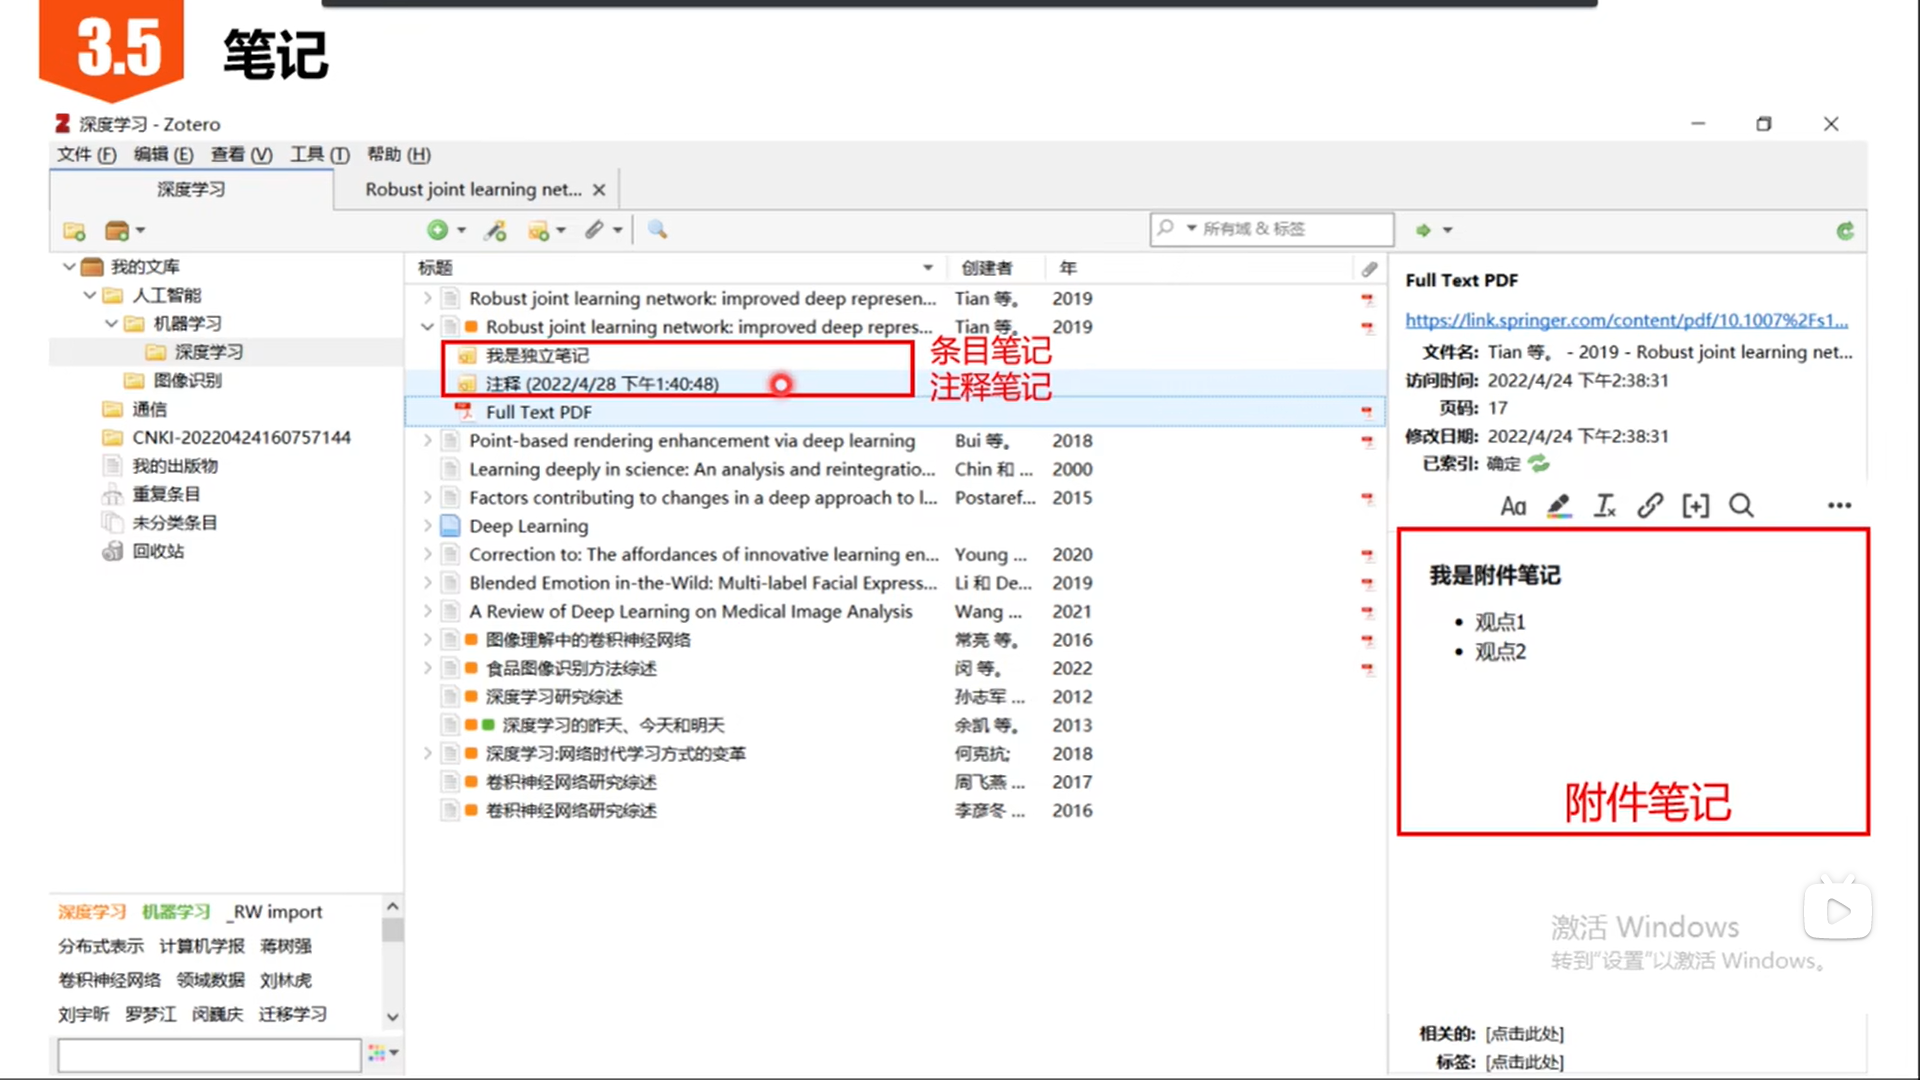 3.5 笔记
深度学习 - Zotero
文件 (F) 编辑 (E) 查看 (V) 工具 (T) 帮助 (H)
深度学习 Robust joint learning net...
所有域 & 标签
我的文库
人工智能
机器学习
深度学习
图像识别
通信
CNKI-20220424160757144
我的出版物
重复条目
未分类条目
回收站
深度学习 机器学习 _RW import
分布式表示 计算机学报 蒋树强
卷积神经网络 领域数据 刘林虎
刘宇昕 罗梦江 闵巍庆 迁移学习
标题 创建者 年
Robust joint learning network: improved deep represen... Tian 等。 2019
Robust joint learning network: improved deep repres... Tian 等。 2019
我是独立笔记 条目笔记
注释 (2022/4/28 下午1:40:48) 注释笔记
Full Text PDF
Point-based rendering enhancement via deep learning Bui 等。 2018
Learning deeply in science: An analysis and reintegratio... Chin 和 ... 2000
Factors contributing to changes in a deep approach to l... Postaref... 2015
Deep Learning
Correction to: The affordances of innovative learning en... Young ... 2020
Blended Emotion in-the-Wild: Multi-label Facial Express... Li 和 De... 2019
A Review of Deep Learning on Medical Image Analysis Wang ... 2021
图像理解中的卷积神经网络 常亮 等。 2016
食品图像识别方法综述 闵 等。 2022
深度学习研究综述 孙志军 ... 2012
深度学习的昨天、今天和明天 余凯 等。 2013
深度学习:网络时代学习方式的变革 何克抗; 2018
卷积神经网络研究综述 周飞燕 ... 2017
卷积神经网络研究综述 李彦冬 ... 2016
Full Text PDF
https://link.springer.com/content/pdf/10.1007%2Fs1...
文件名: Tian 等。 - 2019 - Robust joint learning net...
访问时间: 2022/4/24 下午2:38:31
页码: 17
修改日期: 2022/4/24 下午2:38:31
已索引: 确定
Aa
我是附件笔记
• 观点1
• 观点2
附件笔记
激活 Windows
转到“设置”以激活 Windows。
相关的: [点击此处]
标签: [点击此处]